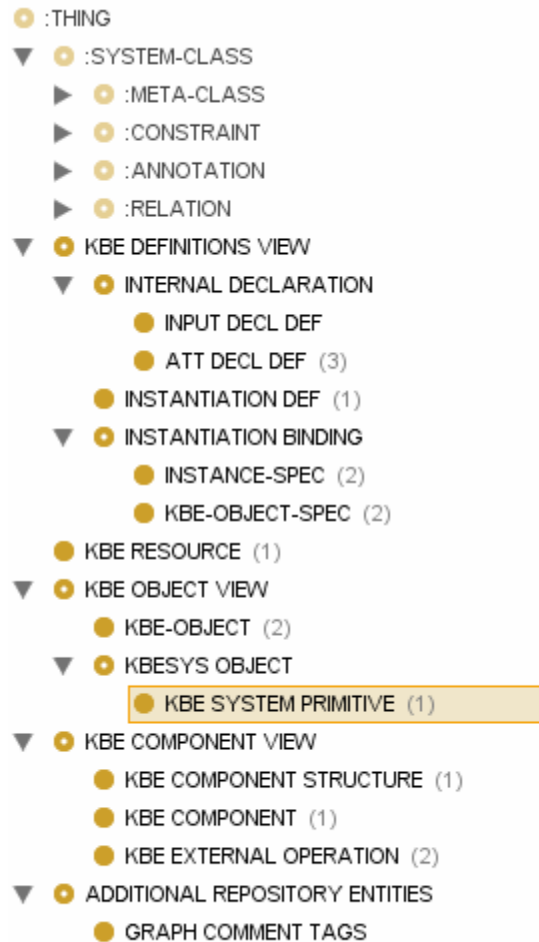 :THING
:SYSTEM-CLASS
:META-CLASS
:CONSTRAINT
:ANNOTATION
:RELATION
KBE DEFINITIONS VIEW
INTERNAL DECLARATION
INPUT DECL DEF
ATT DECL DEF (3)
INSTANTIATION DEF (1)
INSTANTIATION BINDING
INSTANCE-SPEC (2)
KBE-OBJECT-SPEC (2)
KBE RESOURCE (1)
KBE OBJECT VIEW
KBE-OBJECT (2)
KBESYS OBJECT
KBE SYSTEM PRIMITIVE (1)
KBE COMPONENT VIEW
KBE COMPONENT STRUCTURE (1)
KBE COMPONENT (1)
KBE EXTERNAL OPERATION (2)
ADDITIONAL REPOSITORY ENTITIES
GRAPH COMMENT TAGS